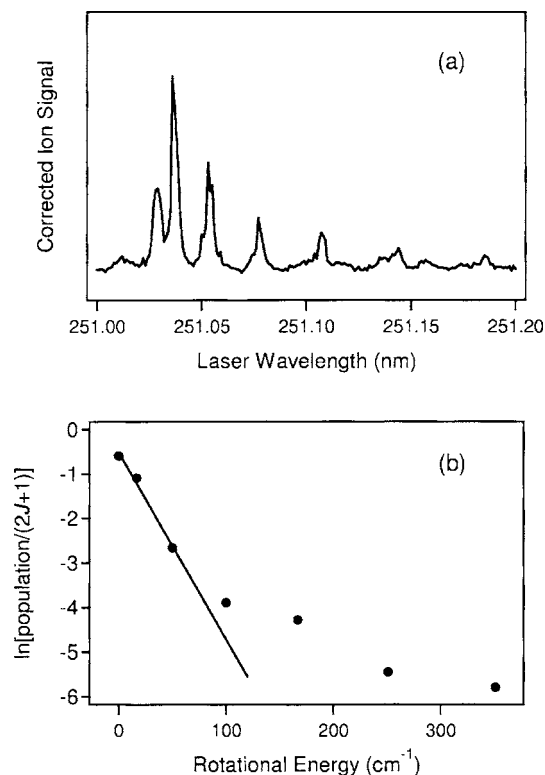 (a)
Corrected Ion Signal
251.00 251.05 251.10 251.15 251.20
Laser Wavelength (nm)
(b)
ln[population/(2J+1)]
0
-1
-2
-3
-4
-5
-6
0 100 200 300
Rotational Energy (cm⁻¹)